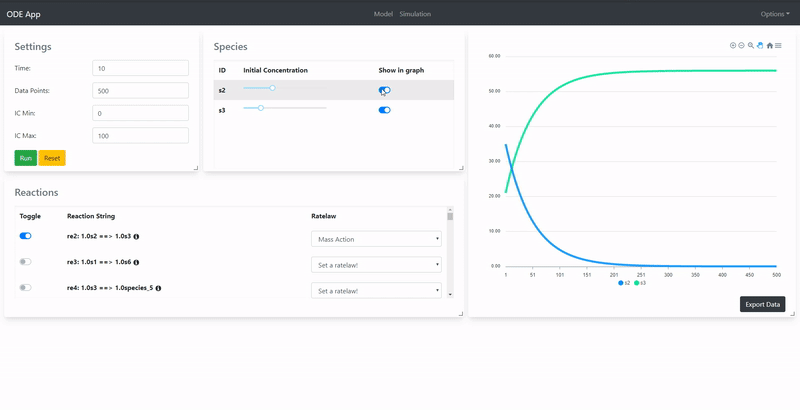 ODE App
Model Simulation
Options
Settings
Time: 10
Data Points: 500
IC Min: 0
IC Max: 100
Run Reset
Species
ID Initial Concentration Show in graph
s2
s3
Reactions
Toggle Reaction String Ratelaw
re2: 1.0s2 ==> 1.0s3 Mass Action
re3: 1.0s1 ==> 1.0s6 Set a ratelaw!
re4: 1.0s3 ==> 1.0species_5 Set a ratelaw!
60.00
50.00
40.00
30.00
20.00
10.00
0.00
1 51 101 151 201 251 301 351 401 451 500
s2 s3
Export Data